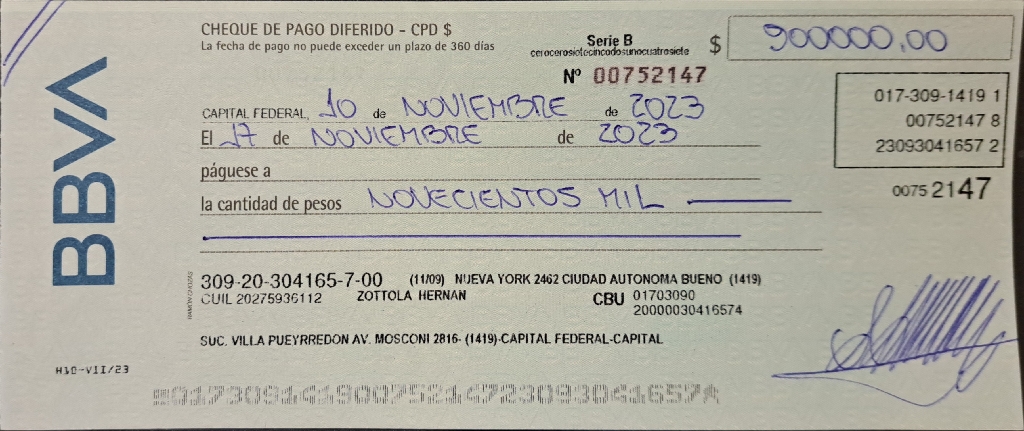 BBVA
CHEQUE DE PAGO DIFERIDO - CPD $
La fecha de pago no puede exceder un plazo de 360 días
Serie B
cerocerosietecincodosunocuatrosiete
Nº 00752147
$ 900000,00
017-309-1419 1
00752147 8
23093041657 2
0075 2147
CAPITAL FEDERAL, 10 de NOVIEMBRE de 2023
El 17 de NOVIEMBRE de 2023
páguese a
la cantidad de pesos NOVECIENTOS MIL
309-20-304165-7-00 (11/09) NUEVA YORK 2462 CIUDAD AUTONOMA BUENO (1419)
CUIL 20275936112 ZOTTOLA HERNAN CBU 01703090
20000030416574
SUC. VILLA PUEYRREDON AV. MOSCONI 2816- (1419)-CAPITAL FEDERAL-CAPITAL
H10-VII/23
01730914190075214723093041657